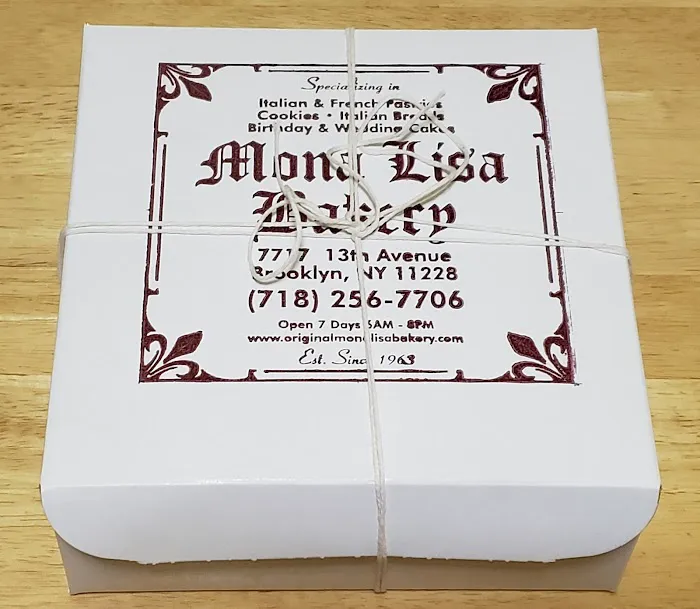 Specializing in
Italian & French Pastries
Cookies • Italian Breads
Birthday & Wedding Cakes
Mona Lisa
Bakery
7717 13th Avenue
Brooklyn, NY 11228
(718) 256-7706
Open 7 Days 6AM - 8PM
www.originalmonalisabakery.com
Est. Since 1963